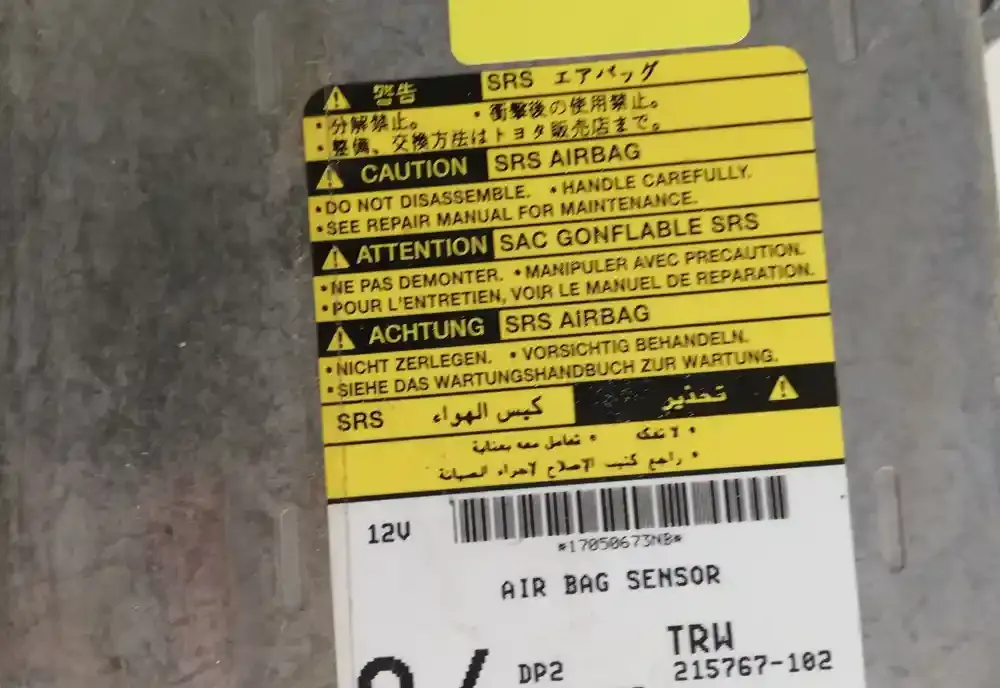 警告 SRS エアバッグ
・分解禁止。 ・衝撃後の使用禁止。
・整備、交換方法はトヨタ販売店まで。
CAUTION SRS AIRBAG
•DO NOT DISASSEMBLE. •HANDLE CAREFULLY.
•SEE REPAIR MANUAL FOR MAINTENANCE.
ATTENTION SAC GONFLABLE SRS
•NE PAS DEMONTER. •MANIPULER AVEC PRECAUTION.
•POUR L'ENTRETIEN, VOIR LE MANUEL DE REPARATION.
ACHTUNG SRS AIRBAG
•NICHT ZERLEGEN. •VORSICHTIG BEHANDELN.
•SIEHE DAS WARTUNGSHANDBUCH ZUR WARTUNG.
تحذير كيس الهواء SRS
• لا تفكه • تعامل معه بعناية
• راجع كتيب الإصلاح لإجراء الصيانة
12V
*17050673NB*
AIR BAG SENSOR
TRW
DP2 215767-102